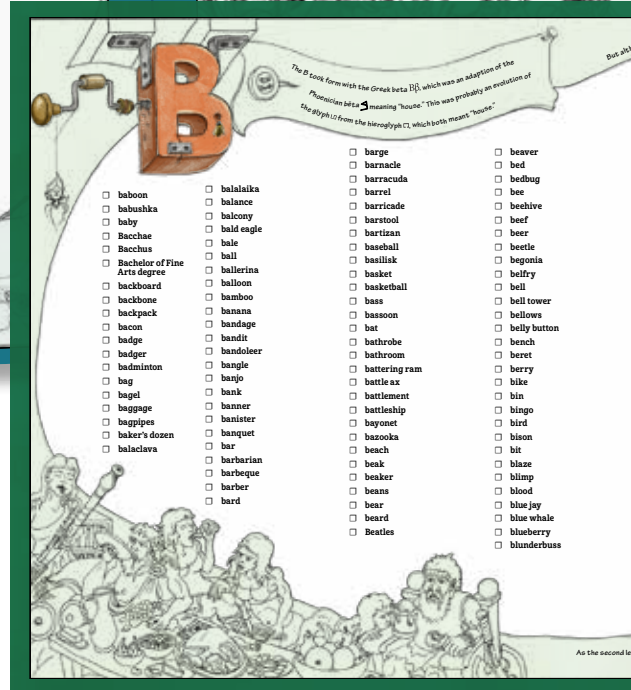 B
The B took form with the Greek beta Ββ, which was an adaption of the
Phoenician bēta meaning "house." This was probably an evolution of
the glyph from the hieroglyph, which both meant "house."
But alt
baboon
babushka
baby
Bacchae
Bacchus
Bachelor of Fine
Arts degree
backboard
backbone
backpack
bacon
badge
badger
badminton
bag
bagel
baggage
bagpipes
baker's dozen
balaclava
balalaika
balance
balcony
bald eagle
bale
ball
ballerina
balloon
bamboo
banana
bandage
bandit
bandoleer
bangle
banjo
bank
banner
banister
banquet
bar
barbarian
barbeque
barber
bard
barge
barnacle
barracuda
barrel
barricade
barstool
bartizan
baseball
basilisk
basket
basketball
bass
bassoon
bat
bathrobe
bathroom
battering ram
battle ax
battlement
battleship
bayonet
bazooka
beach
beak
beaker
beans
bear
beard
Beatles
beaver
bed
bedbug
bee
beehive
beef
beer
beetle
begonia
belfry
bell
bell tower
bellows
belly button
bench
beret
berry
bike
bin
bingo
bird
bison
bit
blaze
blimp
blood
blue jay
blue whale
blueberry
blunderbuss
As the second le